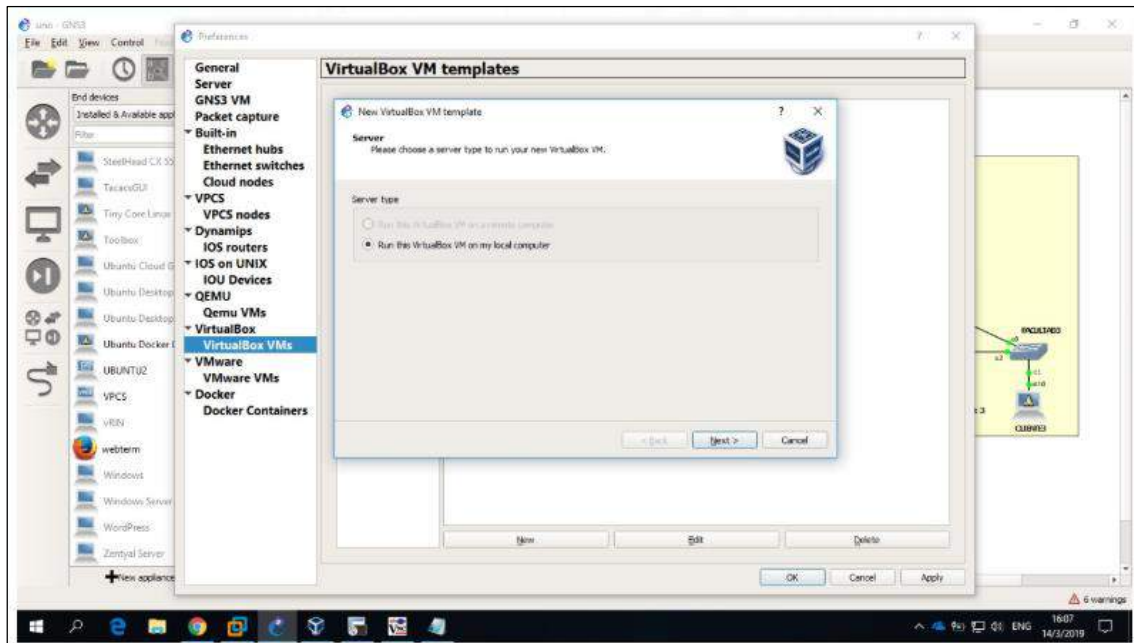 uno - GNS3
File Edit View Control
End devices
Installed & Available app
Filter
SteelHead CX 55
TacacsGUI
Tiny Core Linux
Toolbox
Ubuntu Cloud G
Ubuntu Desktop
Ubuntu Desktop
Ubuntu Docker
UBUNTU2
VPCS
vRIN
webterm
Windows
Windows Server
WordPress
Zentyal Server
New appliance
Preferences
General
Server
GNS3 VM
Packet capture
Built-in
Ethernet hubs
Ethernet switches
Cloud nodes
VPCS
VPCS nodes
Dynamips
IOS routers
IOS on UNIX
IOU Devices
QEMU
Qemu VMs
VirtualBox
VirtualBox VMs
VMware
VMware VMs
Docker
Docker Containers
VirtualBox VM templates
New VirtualBox VM template
Server
Please choose a server type to run your new VirtualBox VM.
Server type
Run this VirtualBox VM on a remote computer
Run this VirtualBox VM on my local computer
< Back Next > Cancel
New Edit Delete
OK Cancel Apply
e1
e10
3
CLIENTE3
6 warnings
ENG
16:07
14/3/2019